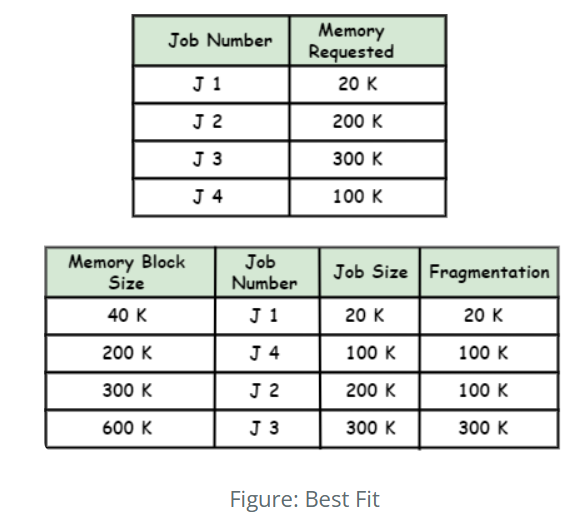 Job Number Memory Requested
J 1 20 K
J 2 200 K
J 3 300 K
J 4 100 K
Memory Block Size Job Number Job Size Fragmentation
40 K J 1 20 K 20 K
200 K J 4 100 K 100 K
300 K J 2 200 K 100 K
600 K J 3 300 K 300 K
Figure: Best Fit